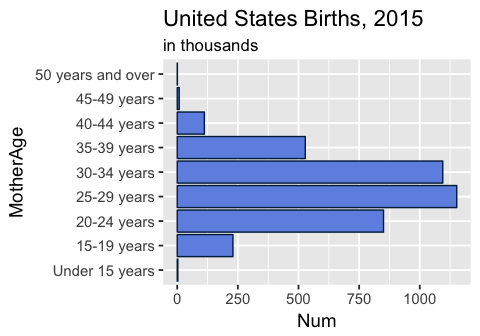 United States Births, 2015
in thousands
MotherAge
50 years and over
45-49 years
40-44 years
35-39 years
30-34 years
25-29 years
20-24 years
15-19 years
Under 15 years
0 250 500 750 1000
Num